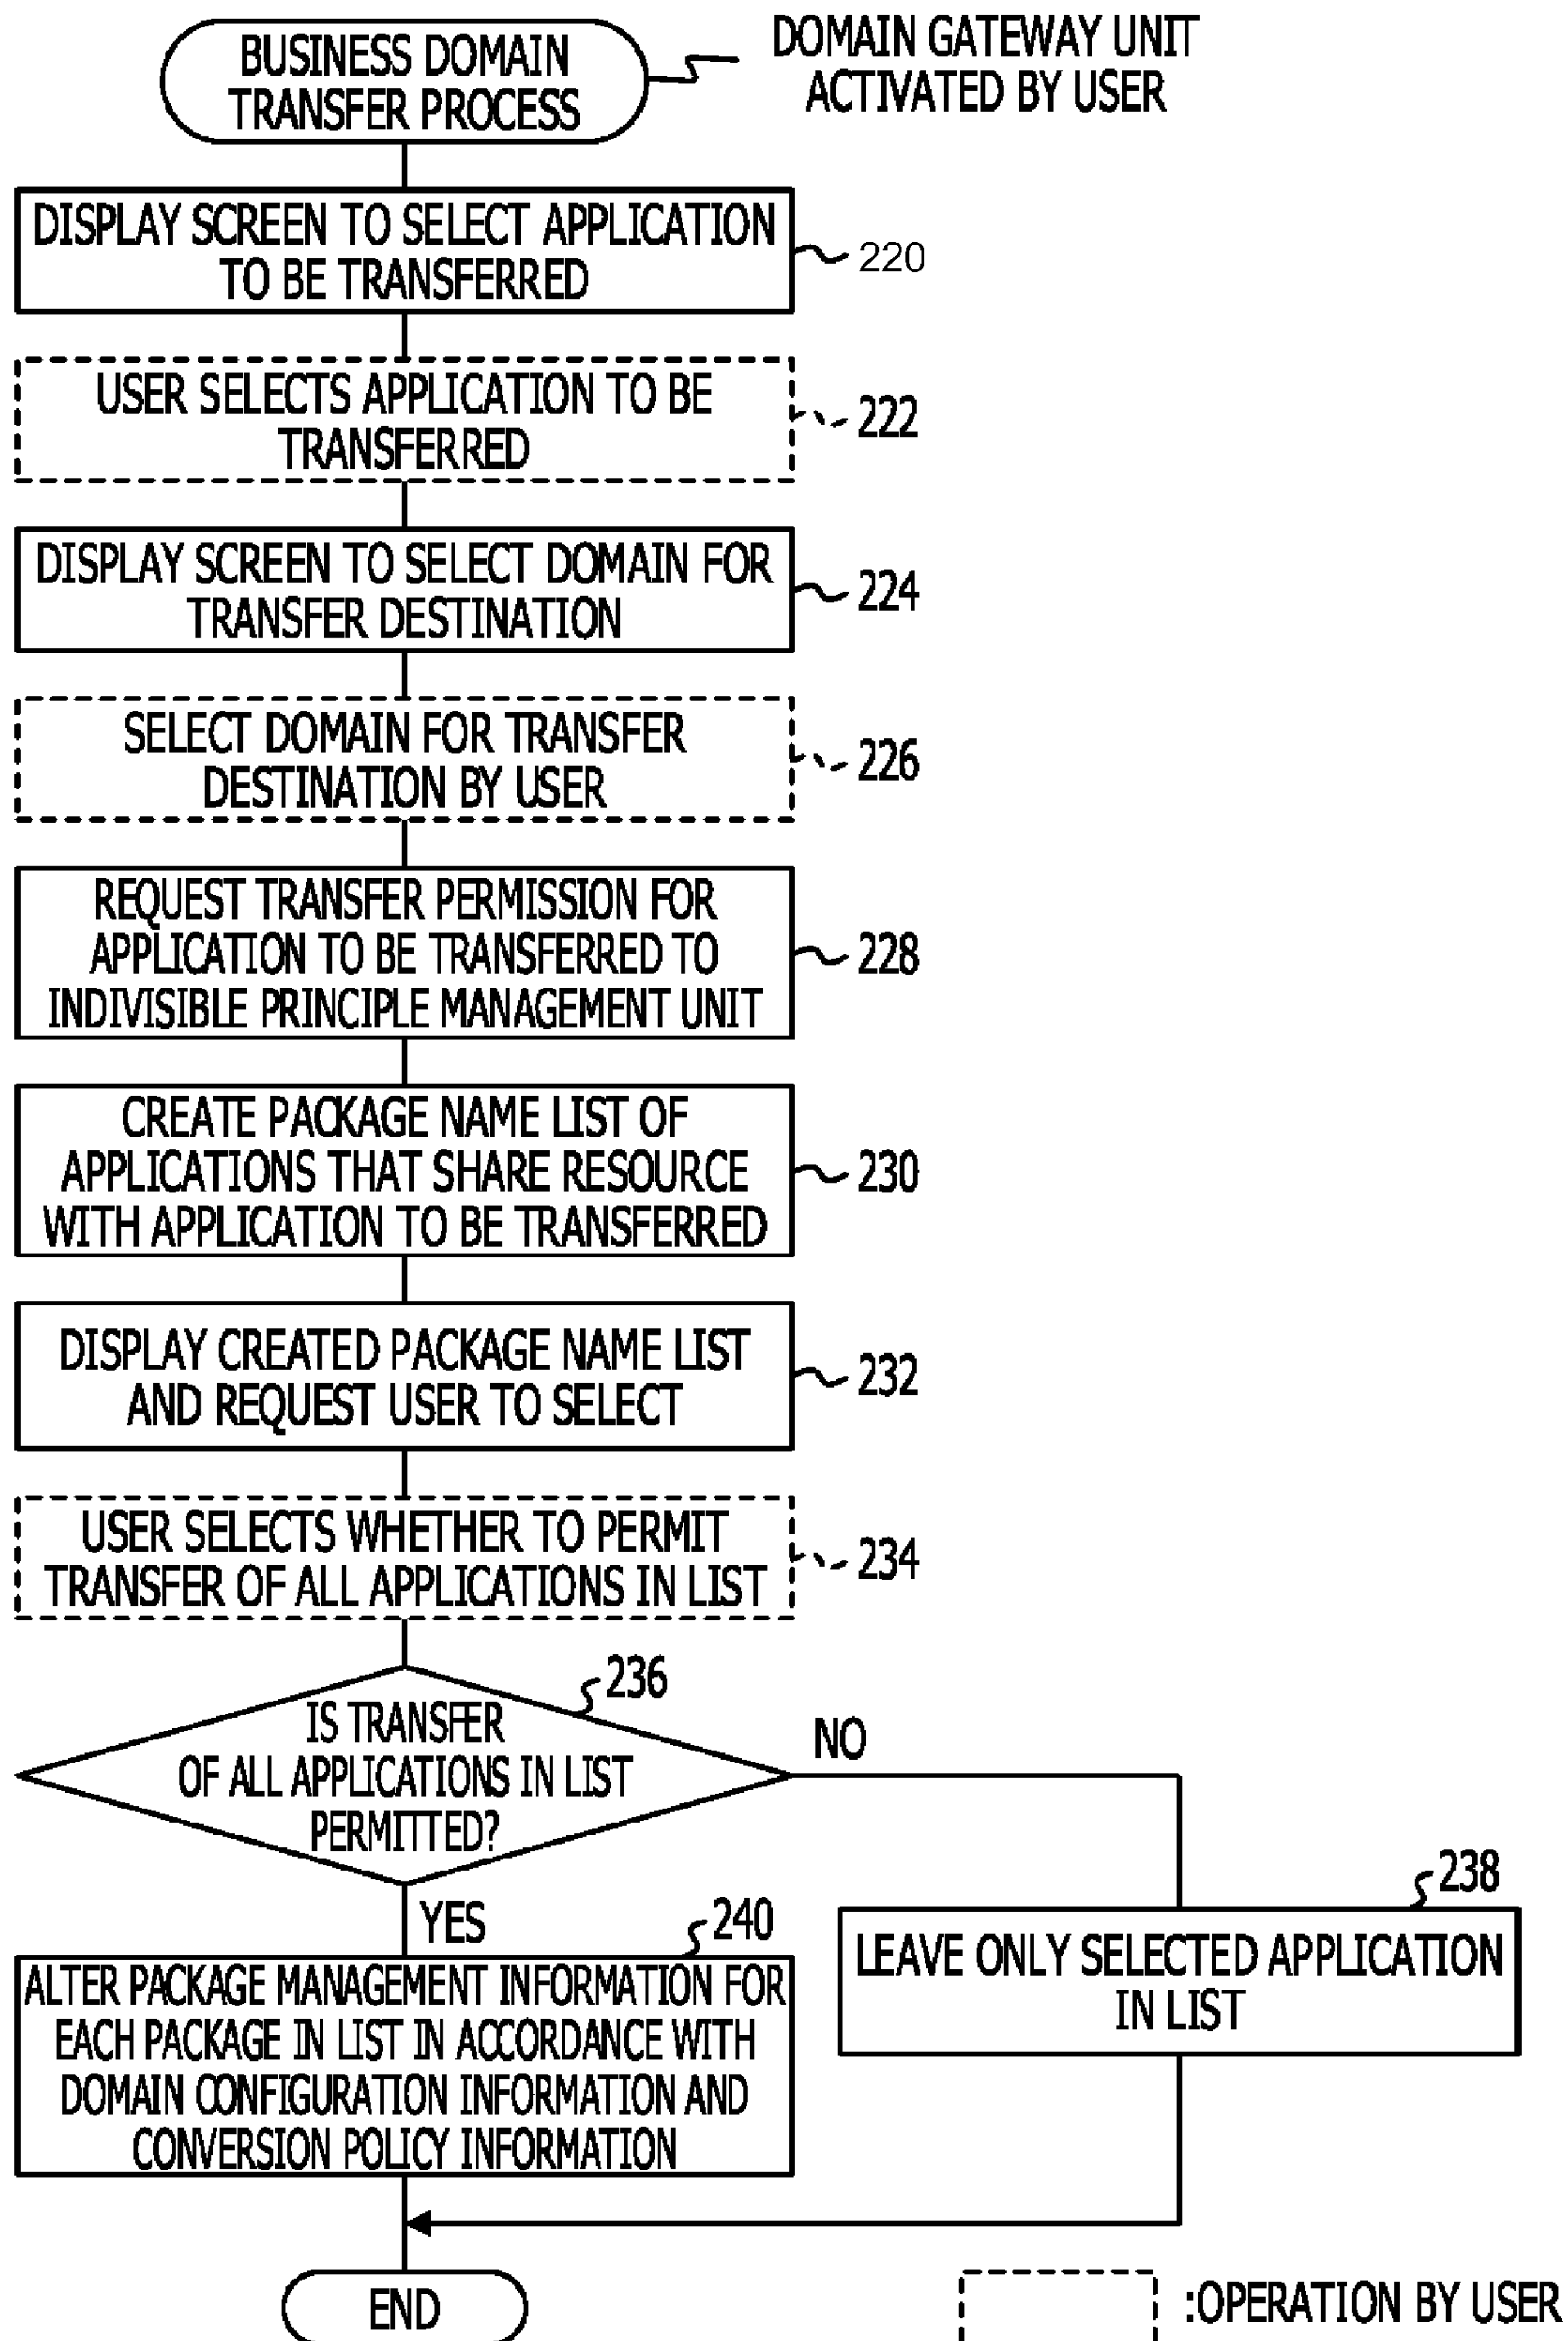 BUSINESS DOMAIN
TRANSFER PROCESS
DOMAIN GATEWAY UNIT
ACTIVATED BY USER
DISPLAY SCREEN TO SELECT APPLICATION
TO BE TRANSFERRED
220
USER SELECTS APPLICATION TO BE
TRANSFERRED
222
DISPLAY SCREEN TO SELECT DOMAIN FOR
TRANSFER DESTINATION
224
SELECT DOMAIN FOR TRANSFER
DESTINATION BY USER
226
REQUEST TRANSFER PERMISSION FOR
APPLICATION TO BE TRANSFERRED TO
INDIVISIBLE PRINCIPLE MANAGEMENT UNIT
228
CREATE PACKAGE NAME LIST OF
APPLICATIONS THAT SHARE RESOURCE
WITH APPLICATION TO BE TRANSFERRED
230
DISPLAY CREATED PACKAGE NAME LIST
AND REQUEST USER TO SELECT
232
USER SELECTS WHETHER TO PERMIT
TRANSFER OF ALL APPLICATIONS IN LIST
234
236
IS TRANSFER
OF ALL APPLICATIONS IN LIST
PERMITTED?
NO
YES
238
LEAVE ONLY SELECTED APPLICATION
IN LIST
240
ALTER PACKAGE MANAGEMENT INFORMATION FOR
EACH PACKAGE IN LIST IN ACCORDANCE WITH
DOMAIN CONFIGURATION INFORMATION AND
CONVERSION POLICY INFORMATION
END
:OPERATION BY USER